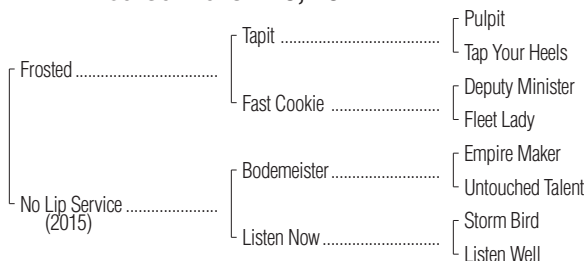 Pulpit
Tapit
Tap Your Heels
Frosted
Deputy Minister
Fast Cookie
Fleet Lady
Empire Maker
Bodemeister
Untouched Talent
No Lip Service
(2015)
Storm Bird
Listen Now
Listen Well